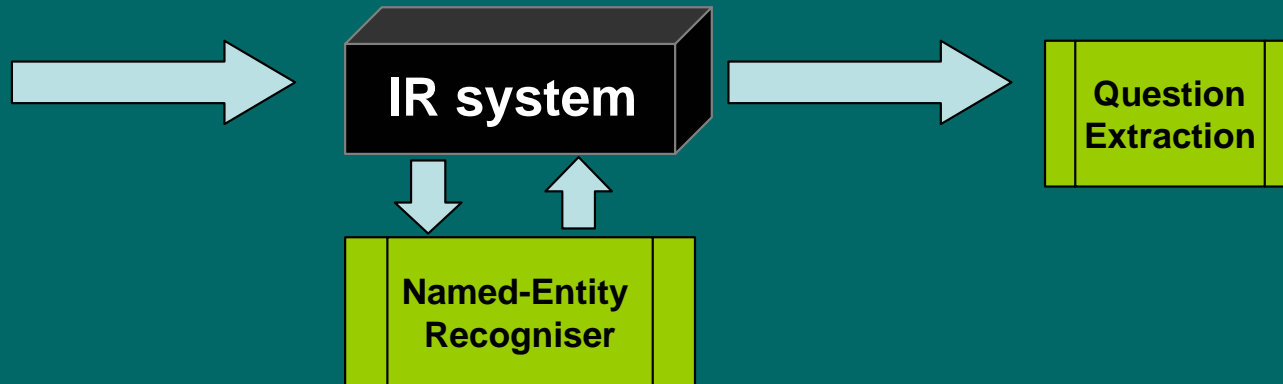 IR system
Question
Extraction
Named-Entity
Recogniser